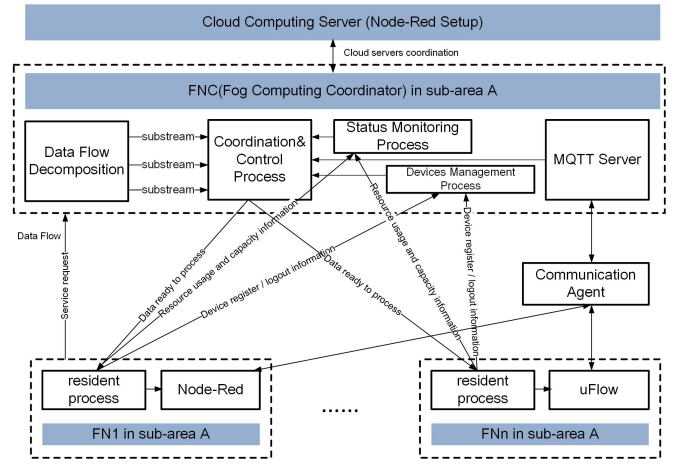 Cloud Computing Server (Node-Red Setup)
Cloud servers coordination
FNC(Fog Computing Coordinator) in sub-area A
Data Flow
Decomposition
substream
substream
substream
Coordination&
Control
Process
Status Monitoring
Process
Devices Management
Process
MQTT Server
Data Flow
Service request
Data ready to process
Resource usage and capacity information
Device register / logout information
Data ready to process
Resource usage and capacity information
Device register / logout information
Communication
Agent
resident
process
Node-Red
FN1 in sub-area A
......
resident
process
uFlow
FNn in sub-area A